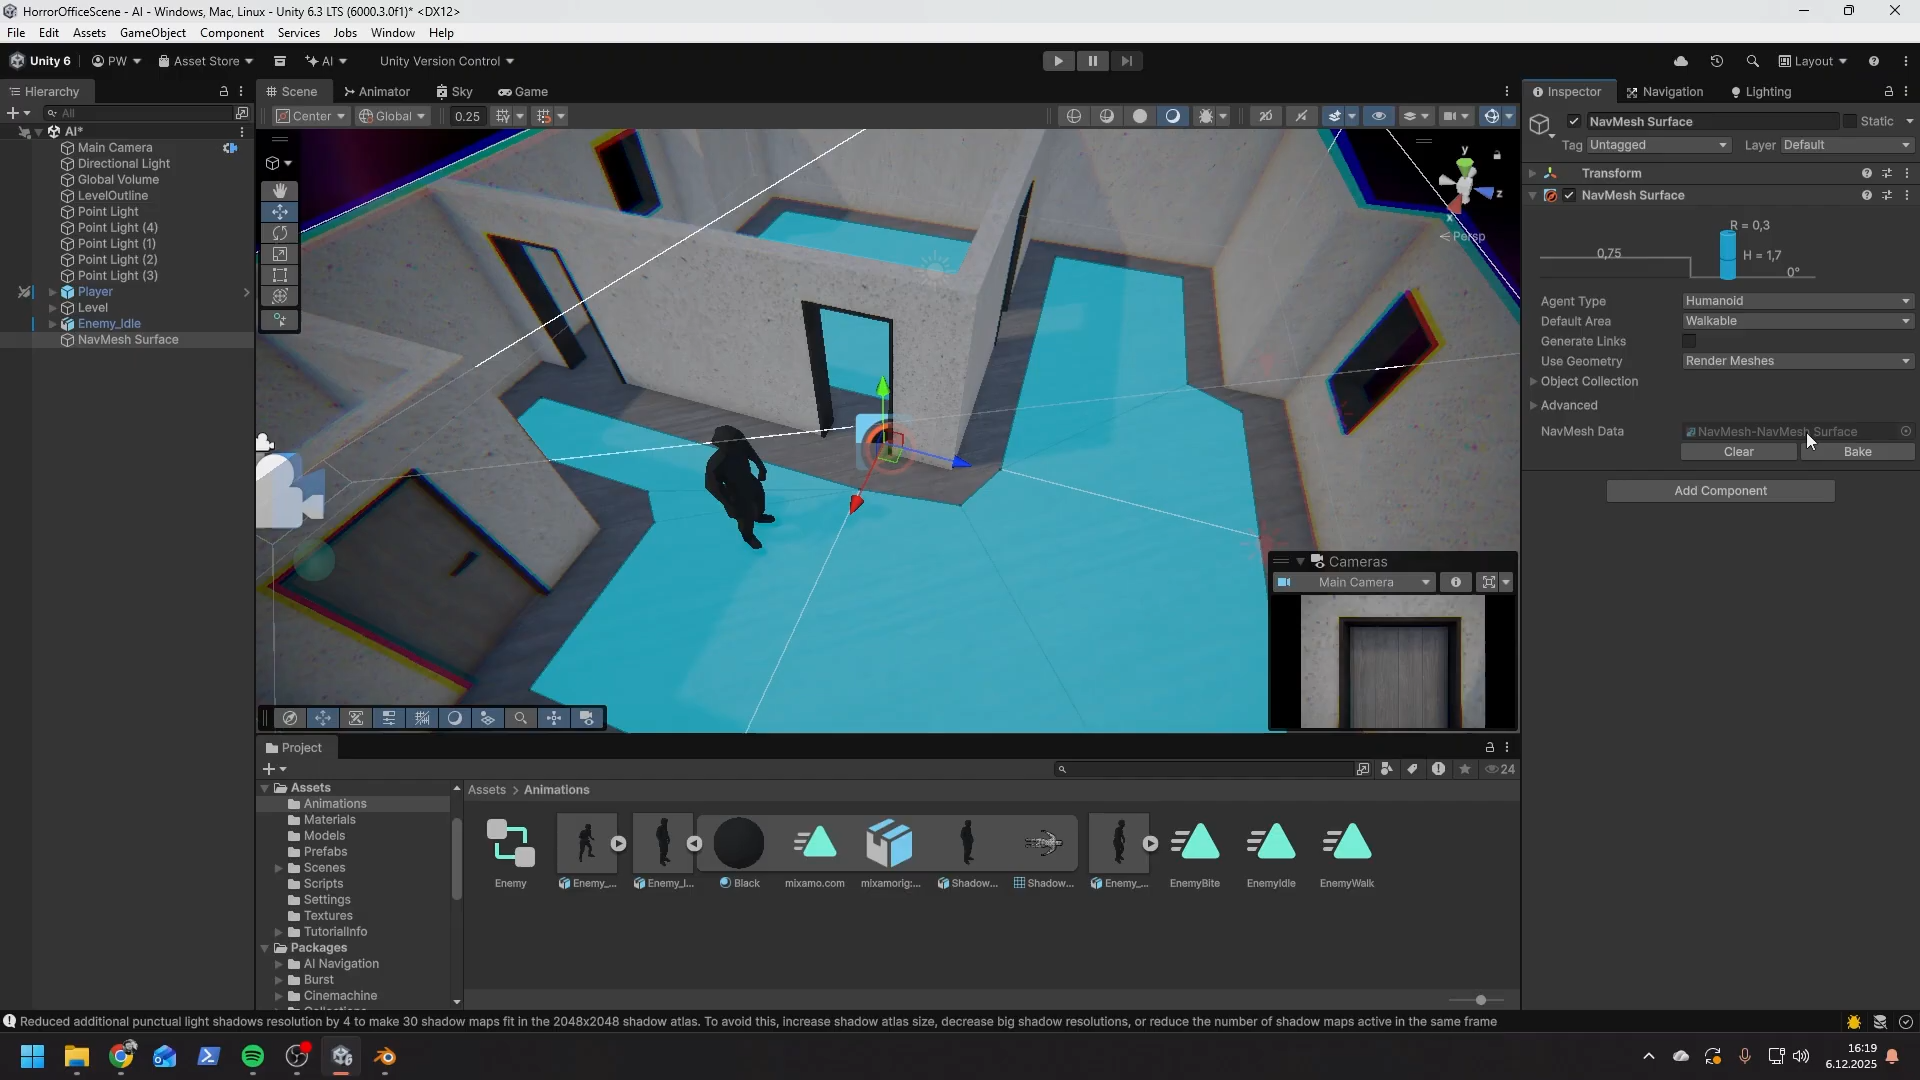 HorrorOfficeScene - AI - Windows, Mac, Linux - Unity 6.3 LTS (6000.3.0f1)* <DX12>
File Edit Assets GameObject Component Services Jobs Window Help
Unity 6 PW Asset Store AI Unity Version Control Layout
Hierarchy
All
AI*
Main Camera
Directional Light
Global Volume
LevelOutline
Point Light
Point Light (4)
Point Light (1)
Point Light (2)
Point Light (3)
Player
Level
Enemy_Idle
NavMesh Surface
Scene Animator Sky Game
Center Global 0.25 2D
y
z
x
Persp
Cameras
Main Camera
Project
24
Assets
Animations
Materials
Models
Prefabs
Scenes
Scripts
Settings
Textures
TutorialInfo
Packages
AI Navigation
Burst
Cinemachine
Assets > Animations
Enemy Enemy_... Enemy_I... Black mixamo.com mixamorig:... Shadow... Shadow... Enemy_... EnemyBite EnemyIdle EnemyWalk
Inspector Navigation Lighting
NavMesh Surface Static
Tag Untagged Layer Default
Transform
NavMesh Surface
R = 0,3
0,75
H = 1,7
0°
Agent Type Humanoid
Default Area Walkable
Generate Links
Use Geometry Render Meshes
Object Collection
Advanced
NavMesh Data NavMesh-NavMesh Surface
Clear Bake
Add Component
Reduced additional punctual light shadows resolution by 4 to make 30 shadow maps fit in the 2048x2048 shadow atlas. To avoid this, increase shadow atlas size, decrease big shadow resolutions, or reduce the number of shadow maps active in the same frame
16:19
6.12.2025